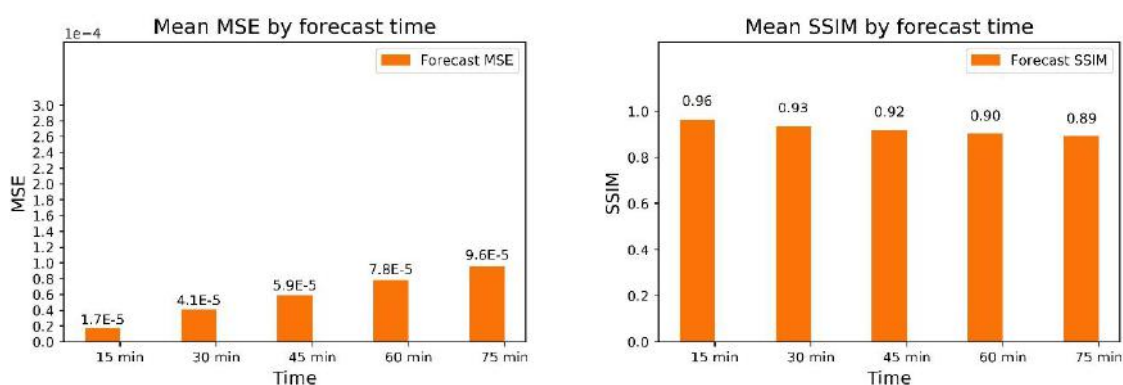 Mean MSE by forecast time
1e−4
Forecast MSE
3.0
2.8
2.6
2.4
2.2
2.0
1.8
1.6
1.4
1.2
1.0
0.8
0.6
0.4
0.2
0.0
MSE
1.7E-5
4.1E-5
5.9E-5
7.8E-5
9.6E-5
15 min 30 min 45 min 60 min 75 min
Time
Mean SSIM by forecast time
Forecast SSIM
1.0
0.8
0.6
0.4
0.2
0.0
SSIM
0.96
0.93
0.92
0.90
0.89
15 min 30 min 45 min 60 min 75 min
Time